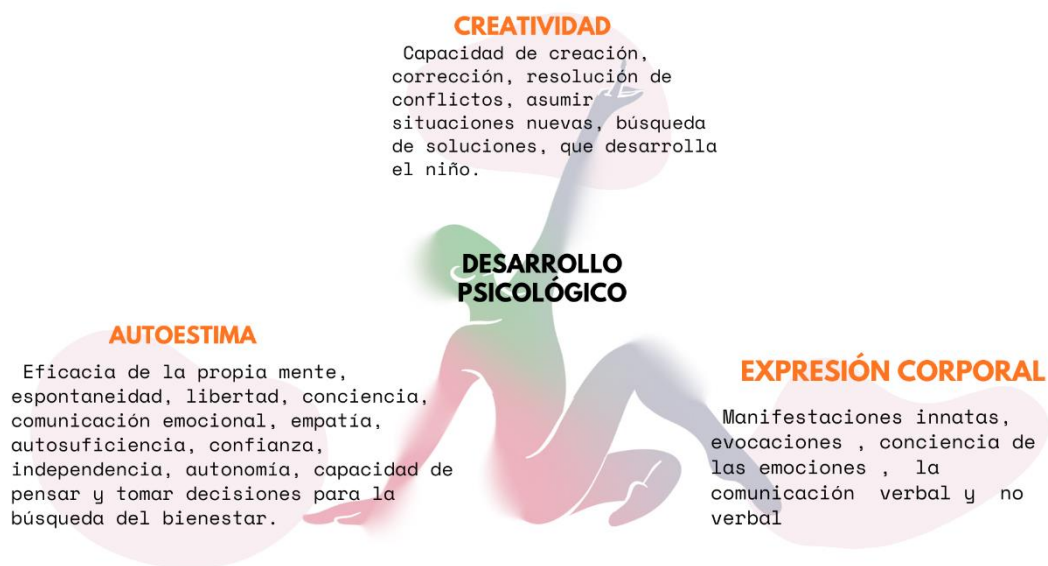 CREATIVIDAD
Capacidad de creación,
corrección, resolución de
conflictos, asumir
situaciones nuevas, búsqueda
de soluciones, que desarrolla
el niño.
DESARROLLO
PSICOLÓGICO
AUTOESTIMA
Eficacia de la propia mente,
espontaneidad, libertad, conciencia,
comunicación emocional, empatía,
autosuficiencia, confianza,
independencia, autonomía, capacidad de
pensar y tomar decisiones para la
búsqueda del bienestar.
EXPRESIÓN CORPORAL
Manifestaciones innatas,
evocaciones , conciencia de
las emociones , la
comunicación verbal y no
verbal